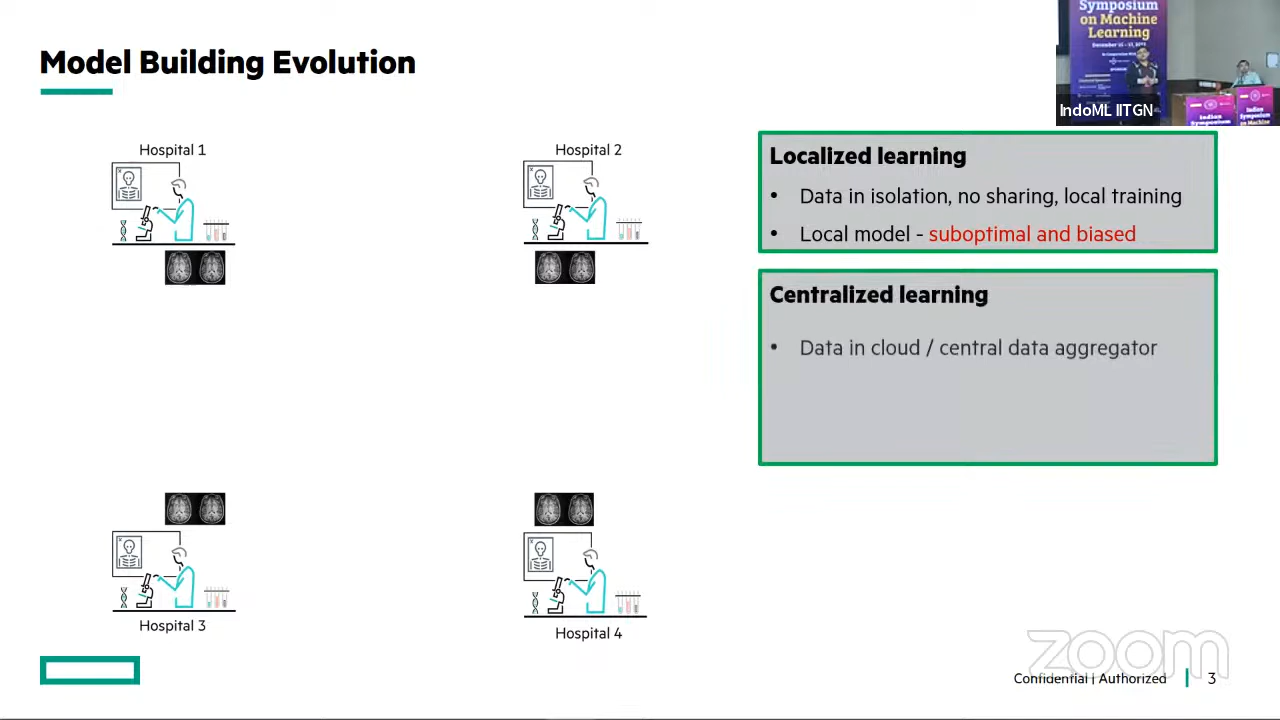 Model Building Evolution
Symposium
on Machine
Learning
IndoML IITGN
Hospital 1
Hospital 2
Localized learning
• Data in isolation, no sharing, local training
• Local model - suboptimal and biased
Centralized learning
• Data in cloud / central data aggregator
Hospital 3
Hospital 4
zoom
Confidential | Authorized
3